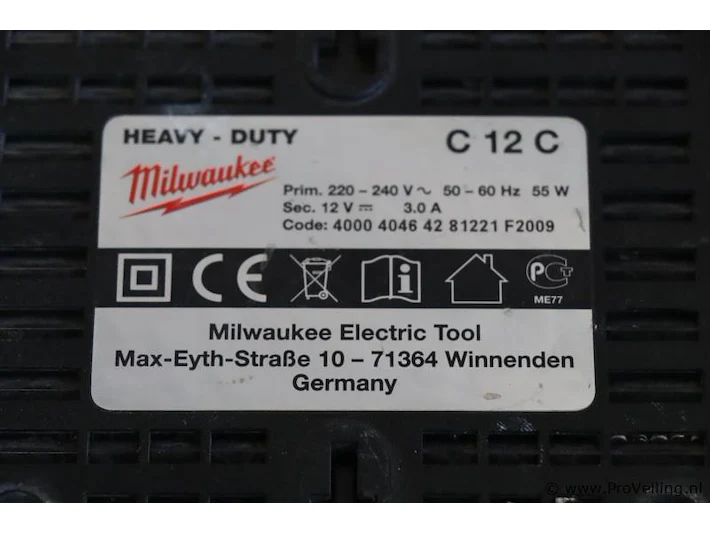 HEAVY - DUTY
C 12 C
Milwaukee
Prim. 220 – 240 V ~ 50 – 60 Hz 55 W
Sec. 12 V ⎓ 3.0 A
Code: 4000 4046 42 81221 F2009
CE
PCT
ME77
Milwaukee Electric Tool
Max-Eyth-Straße 10 – 71364 Winnenden
Germany
© www.ProVeiling.nl